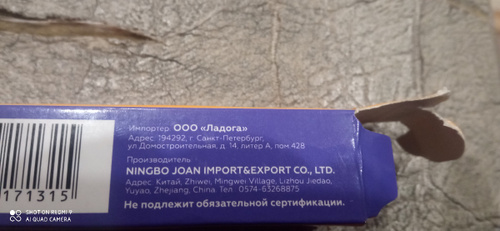 Импортер: ООО «Ладога»
Адрес: 194292, г. Санкт-Петербург,
ул Домостроительная, д. 14, литер А, пом.42В
Производитель :
NINGBO JOAN IMPORT&EXPORT CO., LTD.
Адрес: Китай, Zhiwei, Mingwei Village, Lizhou Jiedao,
Yuyao, Zhejiang, China. Тел.: 0574-63268875
Не подлежит обязательной сертификации.
171315
SHOT ON REDMI V
AI QUAD CAMERA